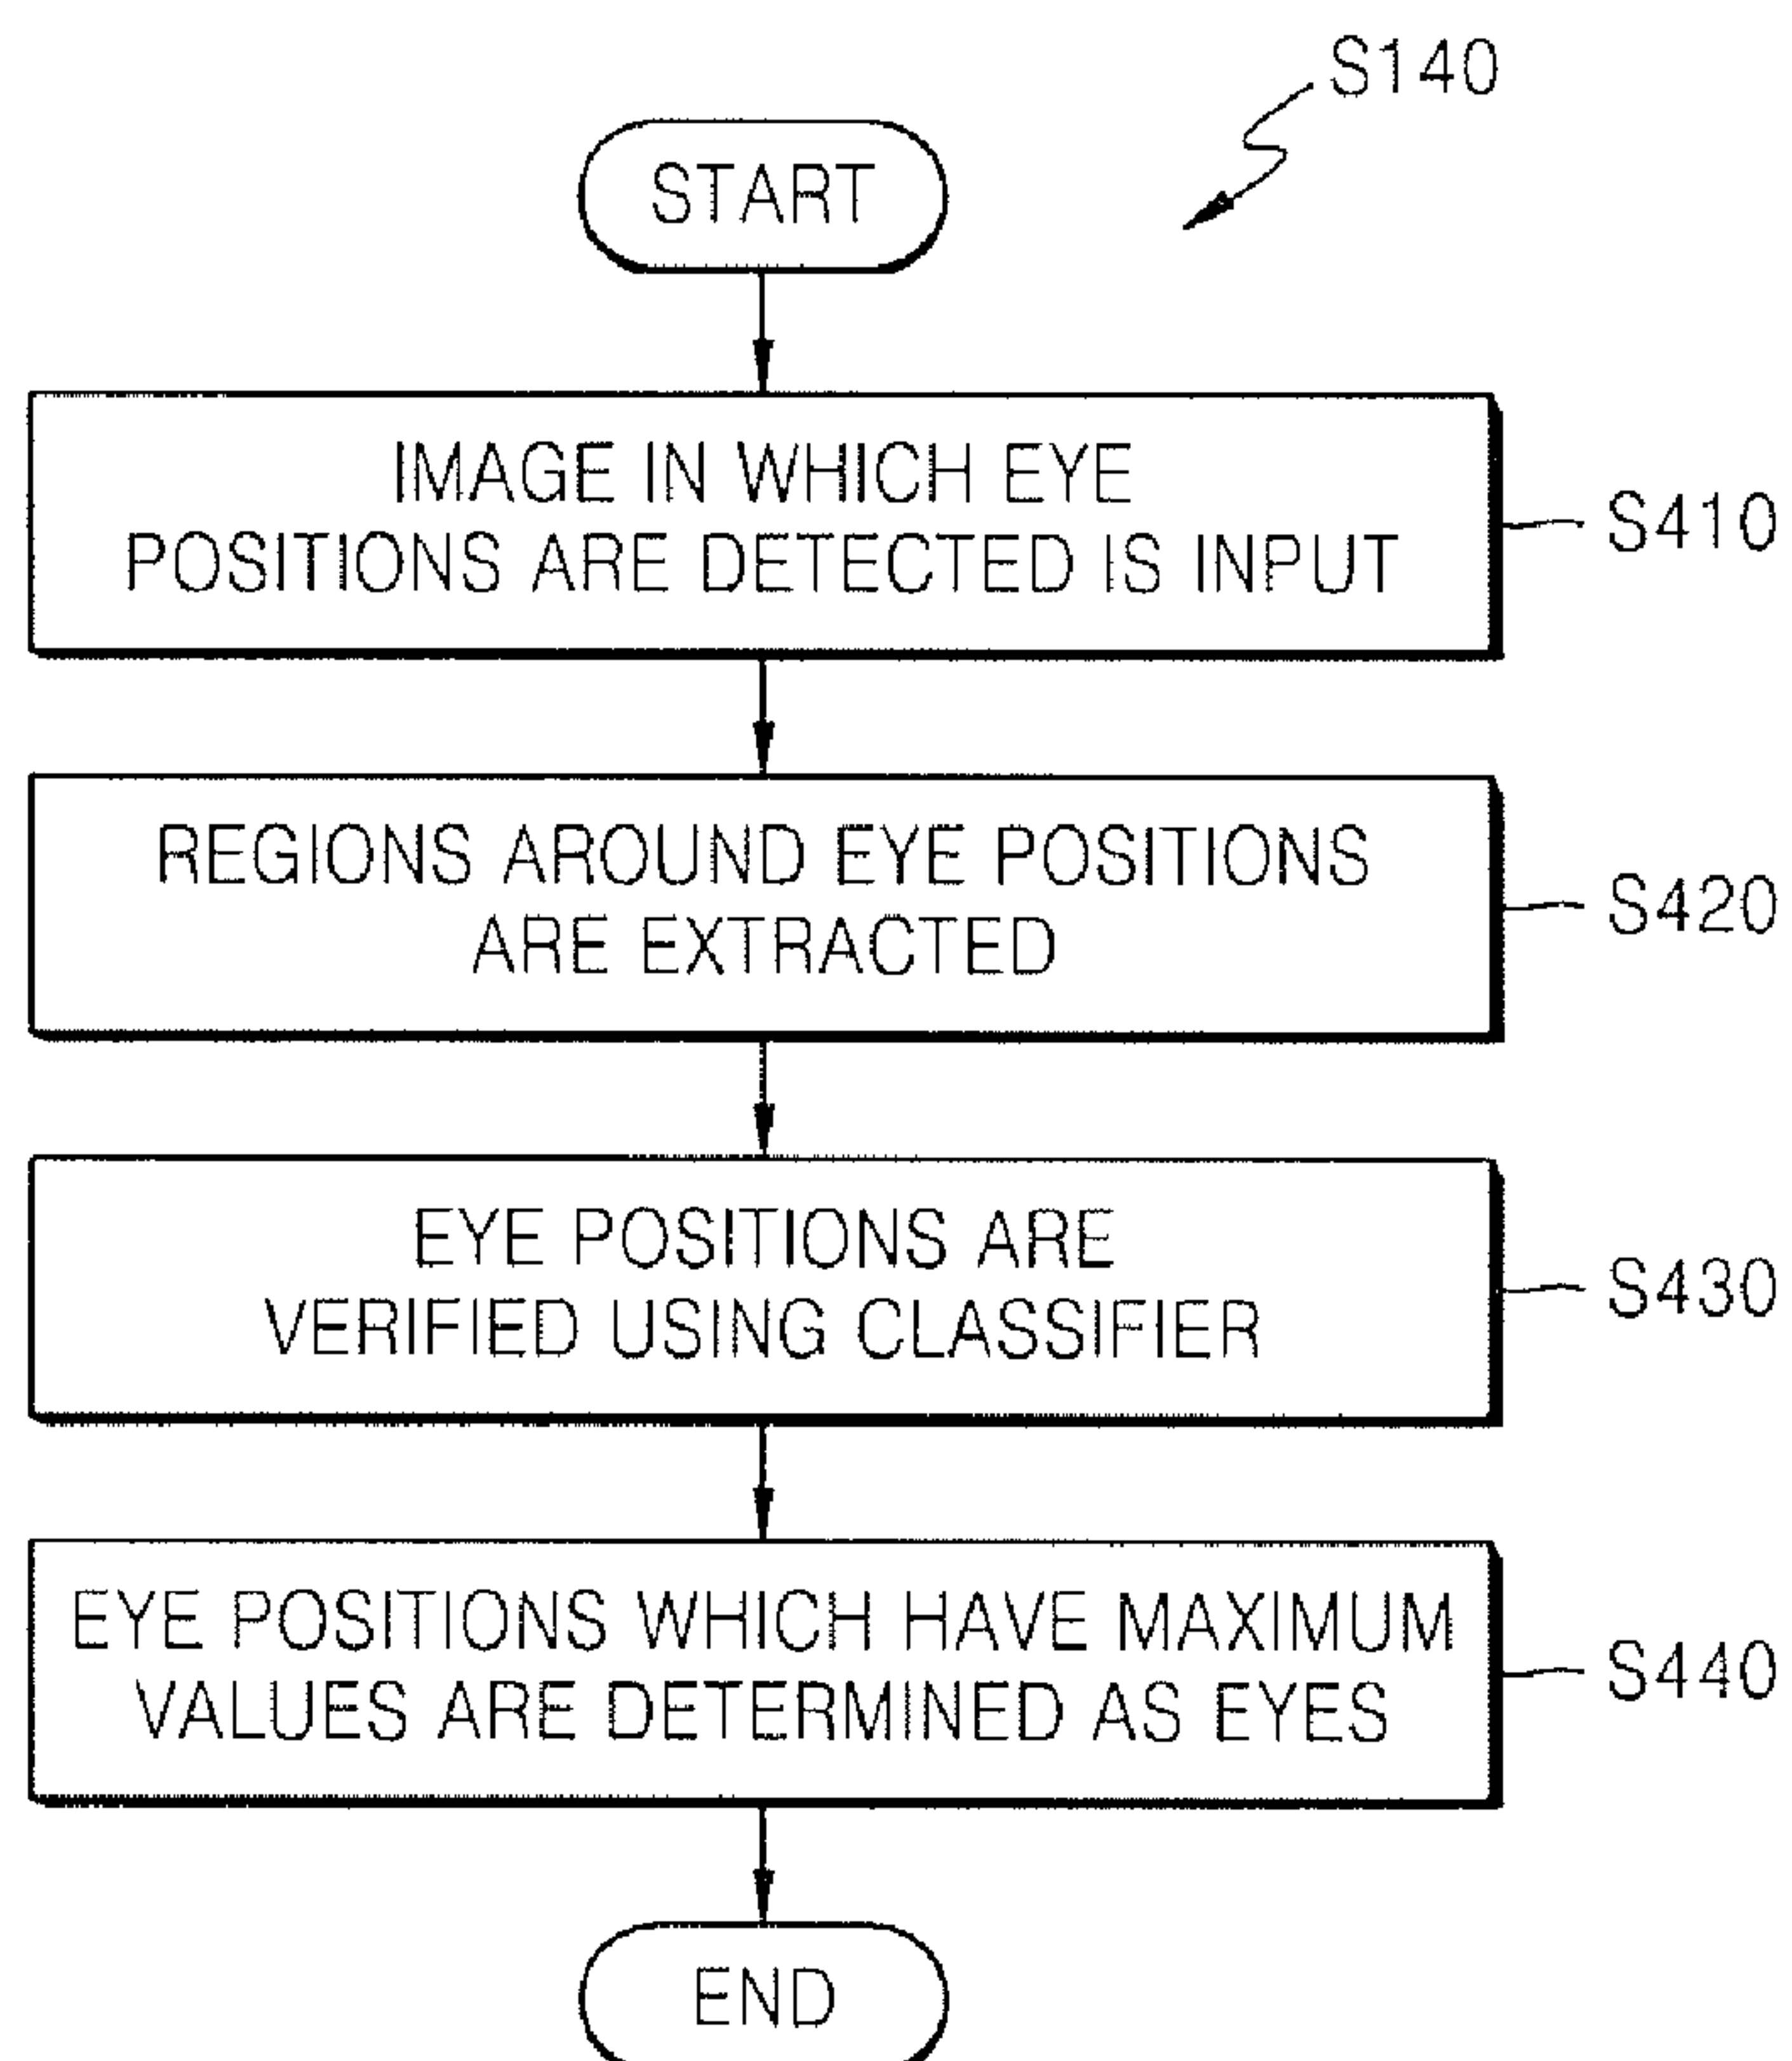 S140
START
IMAGE IN WHICH EYE
POSITIONS ARE DETECTED IS INPUT
S410
REGIONS AROUND EYE POSITIONS
ARE EXTRACTED
S420
EYE POSITIONS ARE
VERIFIED USING CLASSIFIER
S430
EYE POSITIONS WHICH HAVE MAXIMUM
VALUES ARE DETERMINED AS EYES
S440
END